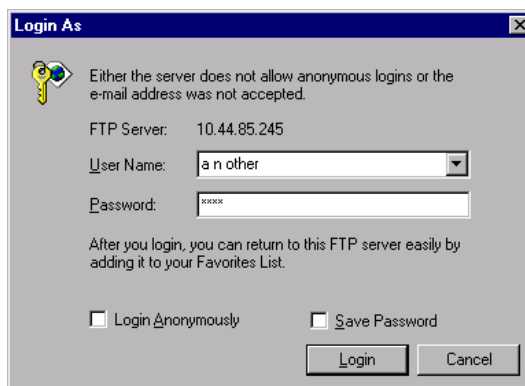 Login As
Either the server does not allow anonymous logins or the
e-mail address was not accepted.
FTP Server: 10.44.85.245
User Name: a n other
Password: ****
After you login, you can return to this FTP server easily by
adding it to your Favorites List.
Login Anonymously Save Password
Login Cancel